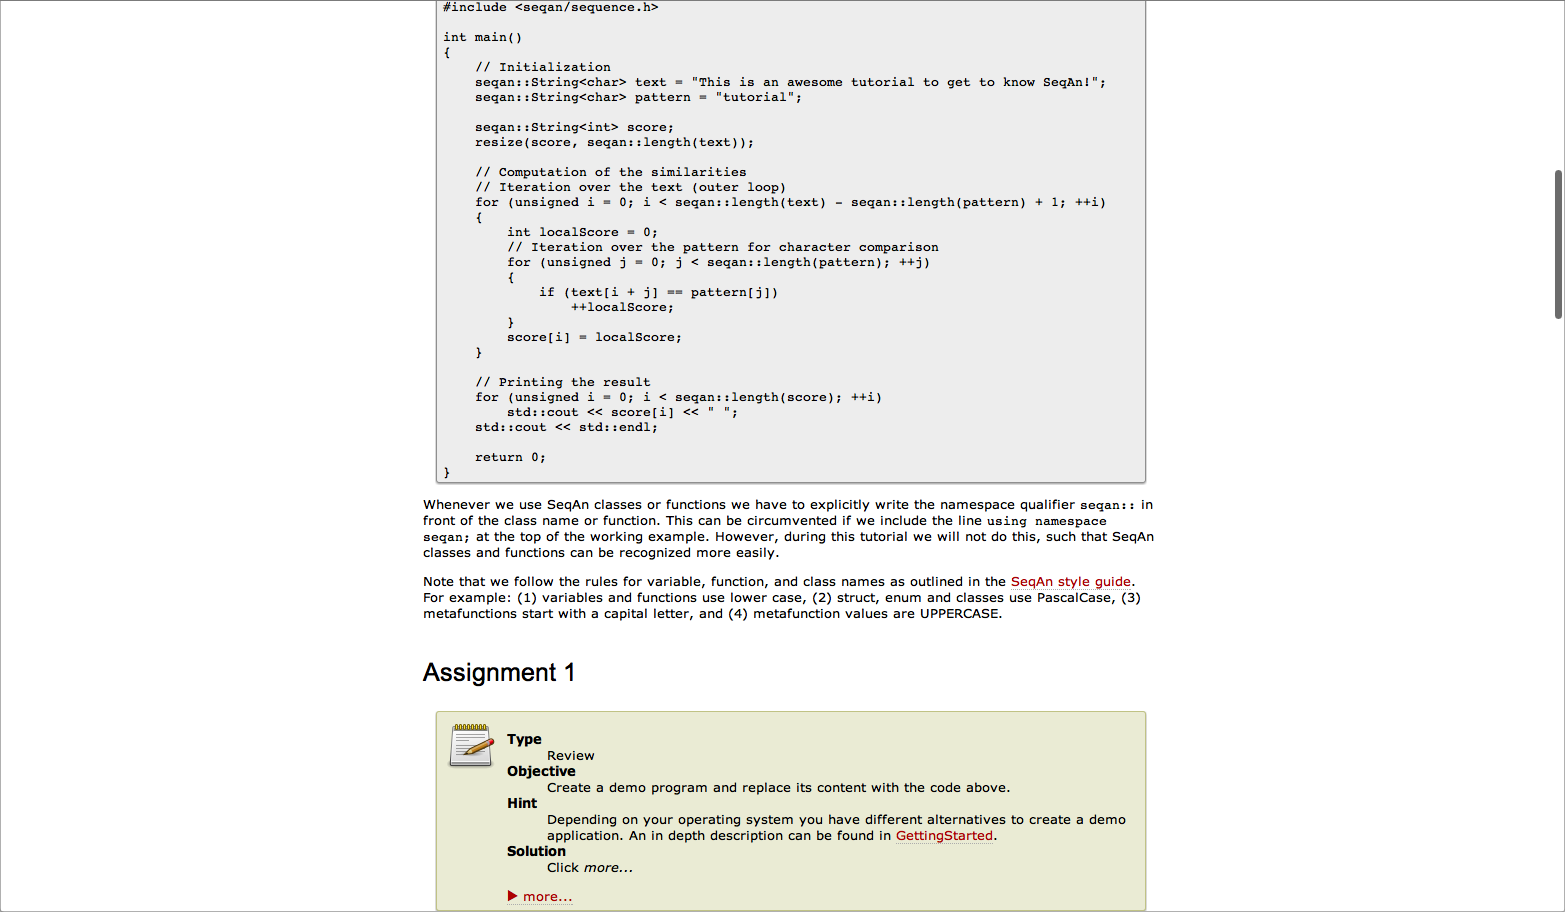 #include <seqan/sequence.h>
int main()
{
// Initialization
seqan::String<char> text = "This is an awesome tutorial to get to know SeqAn!";
seqan::String<char> pattern = "tutorial";
seqan::String<int> score;
resize(score, seqan::length(text));
// Computation of the similarities
// Iteration over the text (outer loop)
for (unsigned i = 0; i < seqan::length(text) - seqan::length(pattern) + 1; ++i)
{
int localScore = 0;
// Iteration over the pattern for character comparison
for (unsigned j = 0; j < seqan::length(pattern); ++j)
{
if (text[i + j] == pattern[j])
++localScore;
}
score[i] = localScore;
}
// Printing the result
for (unsigned i = 0; i < seqan::length(score); ++i)
std::cout << score[i] << " ";
std::cout << std::endl;
return 0;
}
Whenever we use SeqAn classes or functions we have to explicitly write the namespace qualifier seqan:: in
front of the class name or function. This can be circumvented if we include the line using namespace
seqan; at the top of the working example. However, during this tutorial we will not do this, such that SeqAn
classes and functions can be recognized more easily.
Note that we follow the rules for variable, function, and class names as outlined in the SeqAn style guide.
For example: (1) variables and functions use lower case, (2) struct, enum and classes use PascalCase, (3)
metafunctions start with a capital letter, and (4) metafunction values are UPPERCASE.
Assignment 1
Type
Review
Objective
Create a demo program and replace its content with the code above.
Hint
Depending on your operating system you have different alternatives to create a demo
application. An in depth description can be found in GettingStarted.
Solution
Click more...
more...